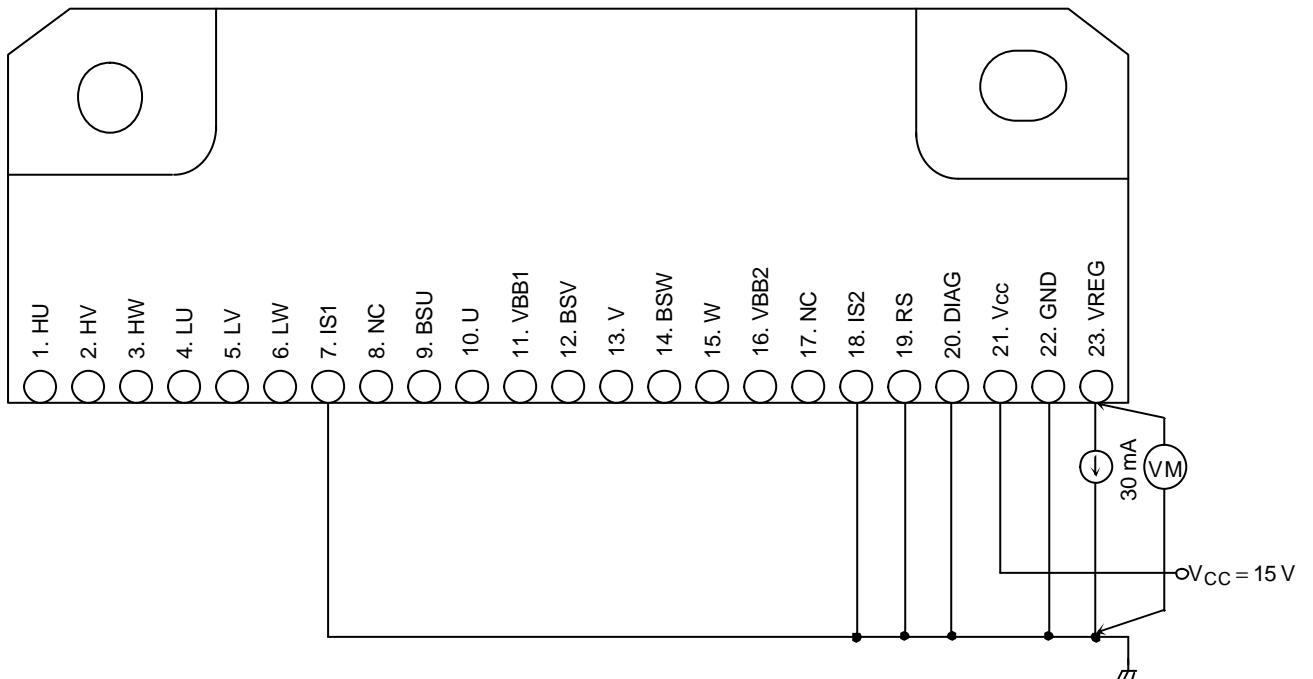 1. HU
2. HV
3. HW
4. LU
5. LV
6. LW
7. IS1
8. NC
9. BSU
10. U
11. VBB1
12. BSV
13. V
14. BSW
15. W
16. VBB2
17. NC
18. IS2
19. RS
20. DIAG
21. Vcc
22. GND
23. VREG
30 mA
VM
VCC = 15 V